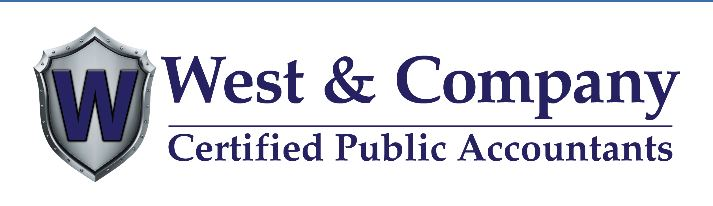 W
West & Company
Certified Public Accountants